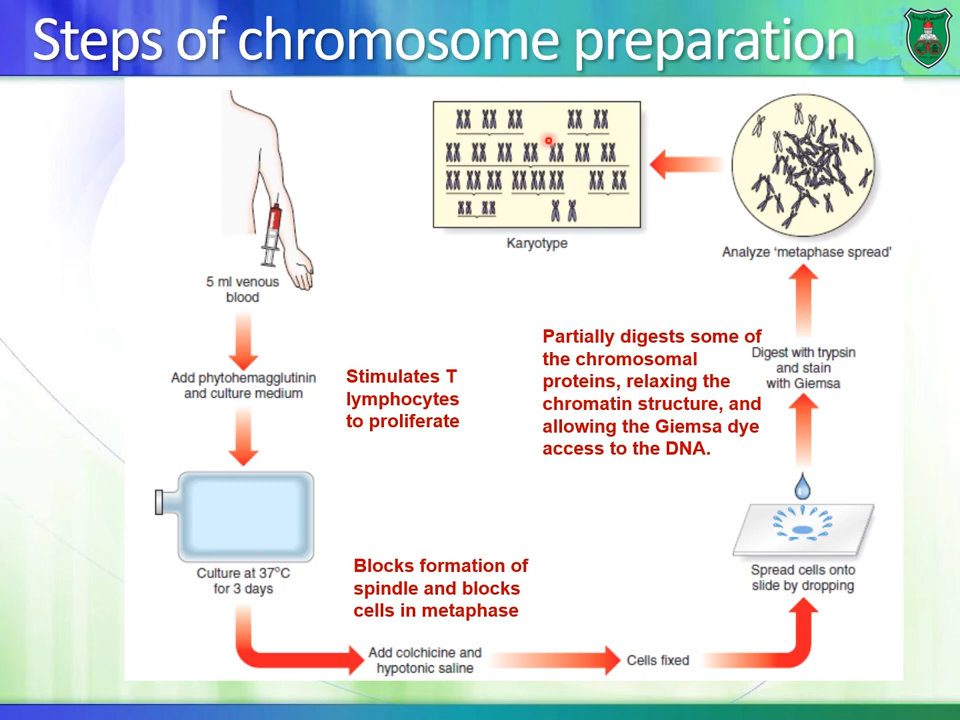 Steps of chromosome preparation
5 ml venous
blood
Add phytohemagglutinin
and culture medium
Stimulates T
lymphocytes
to proliferate
Culture at 37°C
for 3 days
Blocks formation of
spindle and blocks
cells in metaphase
Add colchicine and
hypotonic saline
Cells fixed
Spread cells onto
slide by dropping
Digest with trypsin
and stain
with Giemsa
Partially digests some of
the chromosomal
proteins, relaxing the
chromatin structure, and
allowing the Giemsa dye
access to the DNA.
Analyze ‘metaphase spread’
Karyotype